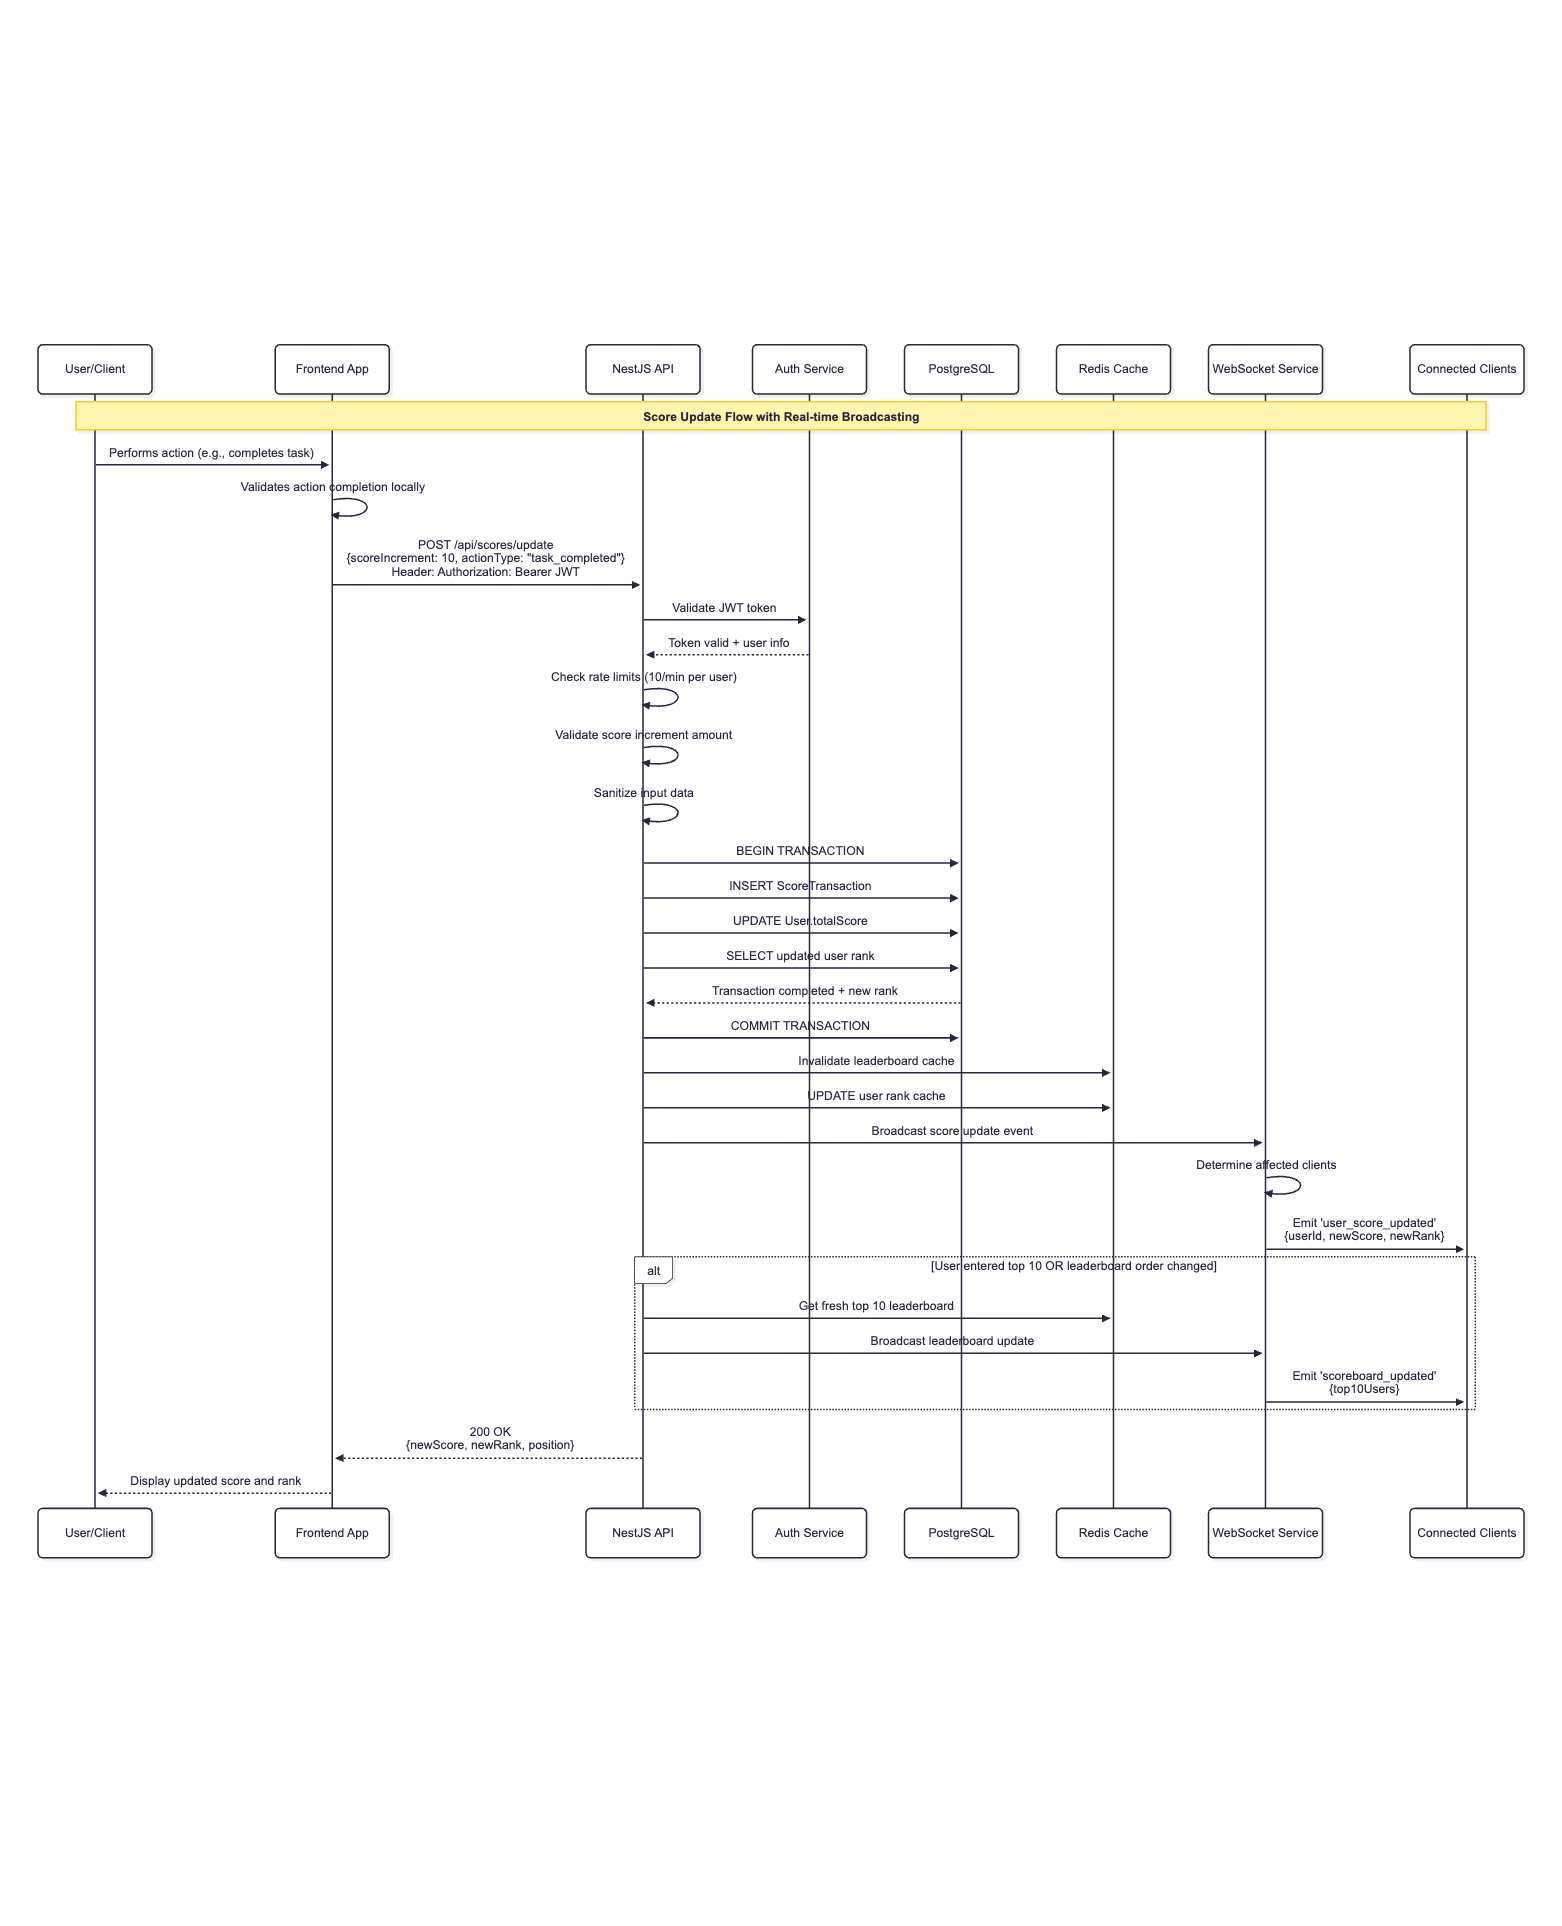 User/Client
Frontend App
NestJS API
Auth Service
PostgreSQL
Redis Cache
WebSocket Service
Connected Clients
Score Update Flow with Real-time Broadcasting
Performs action (e.g., completes task)
Validates action completion locally
POST /api/scores/update
{scoreIncrement: 10, actionType: "task_completed"}
Header: Authorization: Bearer JWT
Validate JWT token
Token valid + user info
Check rate limits (10/min per user)
Validate score increment amount
Sanitize input data
BEGIN TRANSACTION
INSERT ScoreTransaction
UPDATE User.totalScore
SELECT updated user rank
Transaction completed + new rank
COMMIT TRANSACTION
Invalidate leaderboard cache
UPDATE user rank cache
Broadcast score update event
Determine affected clients
Emit 'user_score_updated'
{userId, newScore, newRank}
alt
[User entered top 10 OR leaderboard order changed]
Get fresh top 10 leaderboard
Broadcast leaderboard update
Emit 'scoreboard_updated'
{top10Users}
200 OK
{newScore, newRank, position}
Display updated score and rank
User/Client
Frontend App
NestJS API
Auth Service
PostgreSQL
Redis Cache
WebSocket Service
Connected Clients